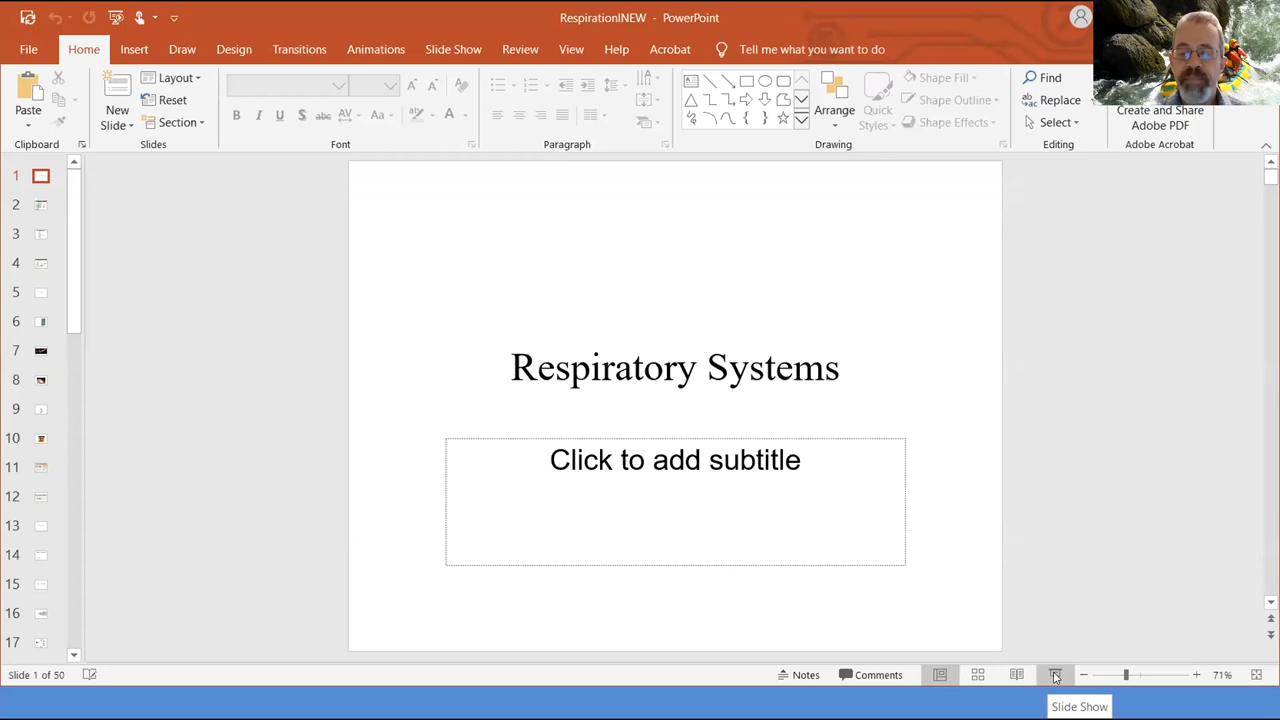 RespirationINEW - PowerPoint
File Home Insert Draw Design Transitions Animations Slide Show Review View Help Acrobat Tell me what you want to do
Paste
Clipboard
New Slide
Layout
Reset
Section
Slides
B I U S abc AV Aa A
Font
Paragraph
Arrange
Quick Styles
Shape Fill
Shape Outline
Shape Effects
Drawing
Find
Replace
Select
Editing
Create and Share
Adobe PDF
Adobe Acrobat
1
2
3
4
5
6
7
8
9
10
11
12
13
14
15
16
17
Respiratory Systems
Click to add subtitle
Slide 1 of 50 Notes Comments 71%
Slide Show